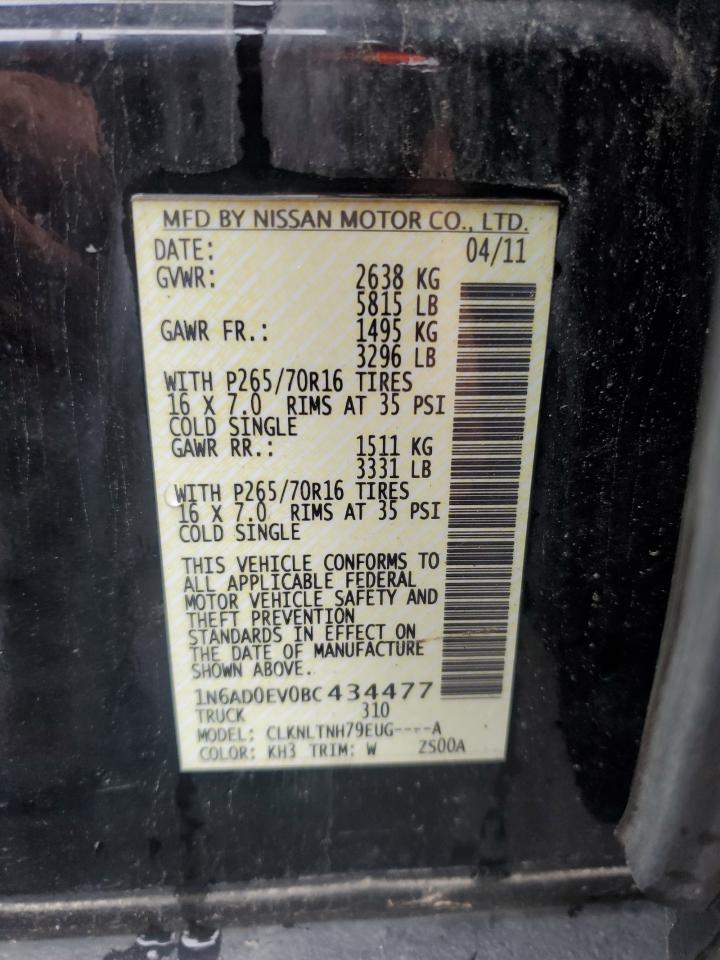 MFD BY NISSAN MOTOR CO., LTD.
DATE: 04/11
GVWR: 2638 KG
5815 LB
GAWR FR.: 1495 KG
3296 LB
WITH P265/70R16 TIRES
16 X 7.0 RIMS AT 35 PSI
COLD SINGLE
GAWR RR.: 1511 KG
3331 LB
WITH P265/70R16 TIRES
16 X 7.0 RIMS AT 35 PSI
COLD SINGLE
THIS VEHICLE CONFORMS TO
ALL APPLICABLE FEDERAL
MOTOR VEHICLE SAFETY AND
THEFT PREVENTION
STANDARDS IN EFFECT ON
THE DATE OF MANUFACTURE
SHOWN ABOVE.
1N6AD0EV0BC434477
TRUCK 310
MODEL: CLKNLTNH79EUG----A
COLOR: KH3 TRIM: W ZS00A